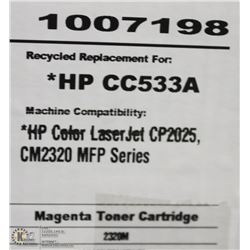 1007198
Recycled Replacement For:
*HP CC533A
Machine Compatibility:
*HP Color LaserJet CP2025,
CM2320 MFP Series
Magenta Toner Cartridge
2320M